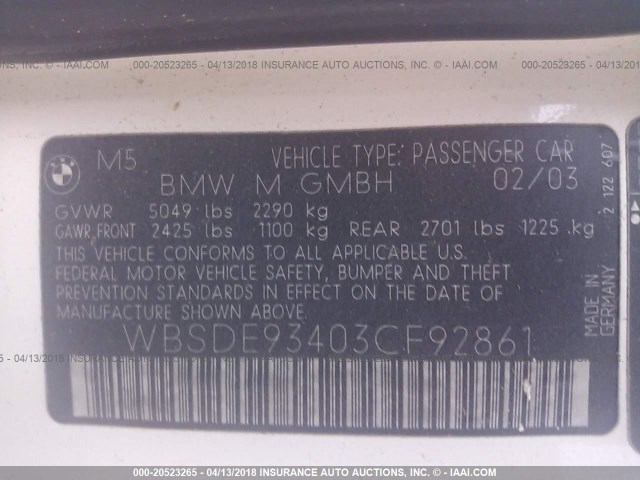 000-20523265 - 04/13/2018 INSURANCE AUTO AUCTIONS, INC. - IAAI.COM
M5 VEHICLE TYPE: PASSENGER CAR
BMW M GMBH 02/03
GVWR 5049 lbs 2290 kg
GAWR FRONT 2425 lbs 1100 kg REAR 2701 lbs 1225 kg
THIS VEHICLE CONFORMS TO ALL APPLICABLE U.S.
FEDERAL MOTOR VEHICLE SAFETY, BUMPER AND THEFT
PREVENTION STANDARDS IN EFFECT ON THE DATE OF
MANUFACTURE SHOWN ABOVE.
WBSDE93403CF92861
2 122 607
MADE IN
GERMANY
000-20523265 - 04/13/2018 INSURANCE AUTO AUCTIONS, INC. - IAAI.COM